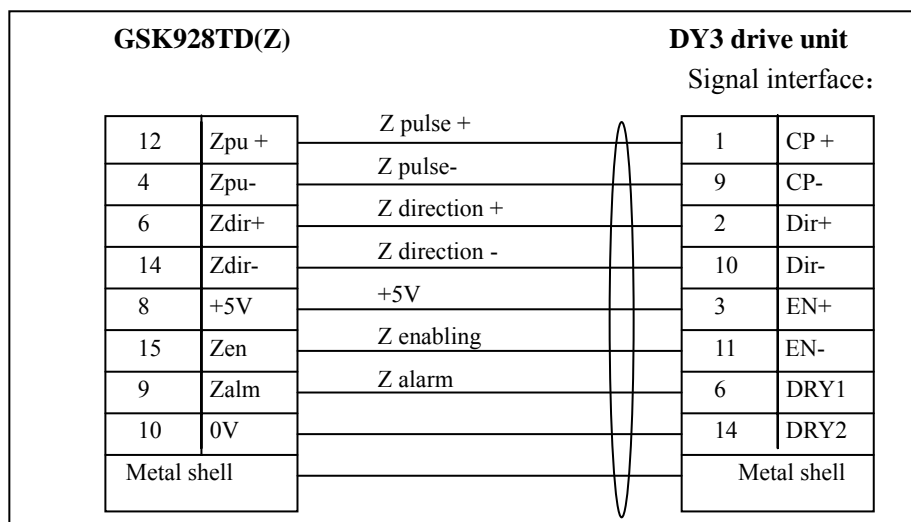 GSK928TD(Z) DY3 drive unit
Signal interface：
12 Zpu + Z pulse + 1 CP +
4 Zpu- Z pulse- 9 CP-
6 Zdir+ Z direction + 2 Dir+
14 Zdir- Z direction - 10 Dir-
8 +5V +5V 3 EN+
15 Zen Z enabling 11 EN-
9 Zalm Z alarm 6 DRY1
10 0V 14 DRY2
Metal shell Metal shell